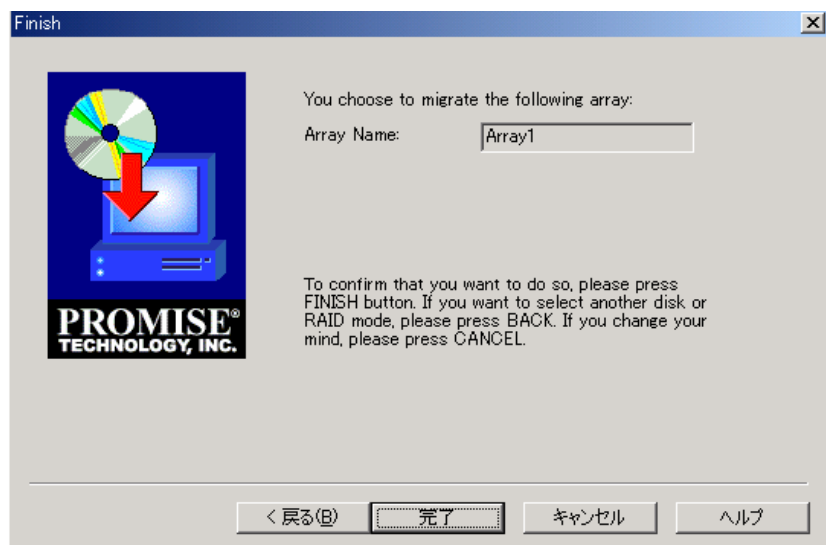 Finish
You choose to migrate the following array:
Array Name: Array1
To confirm that you want to do so, please press
FINISH button. If you want to select another disk or
RAID mode, please press BACK. If you change your
mind, please press CANCEL.
PROMISE®
TECHNOLOGY, INC.
< 戻る(B) 完了 キャンセル ヘルプ